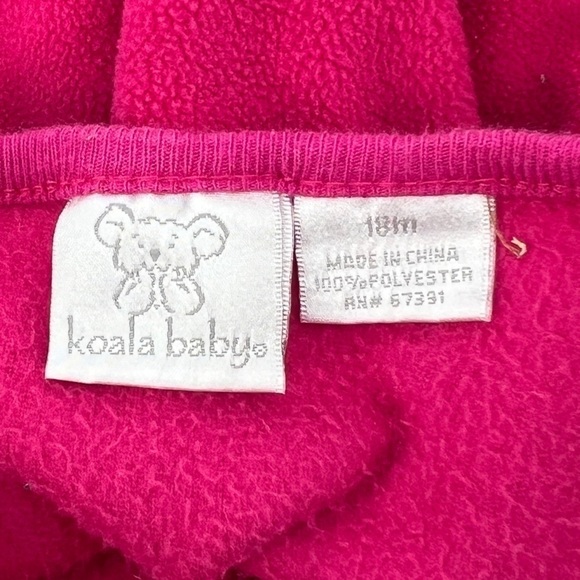 koala baby®
18m
MADE IN CHINA
100% POLYESTER
RN# 67391